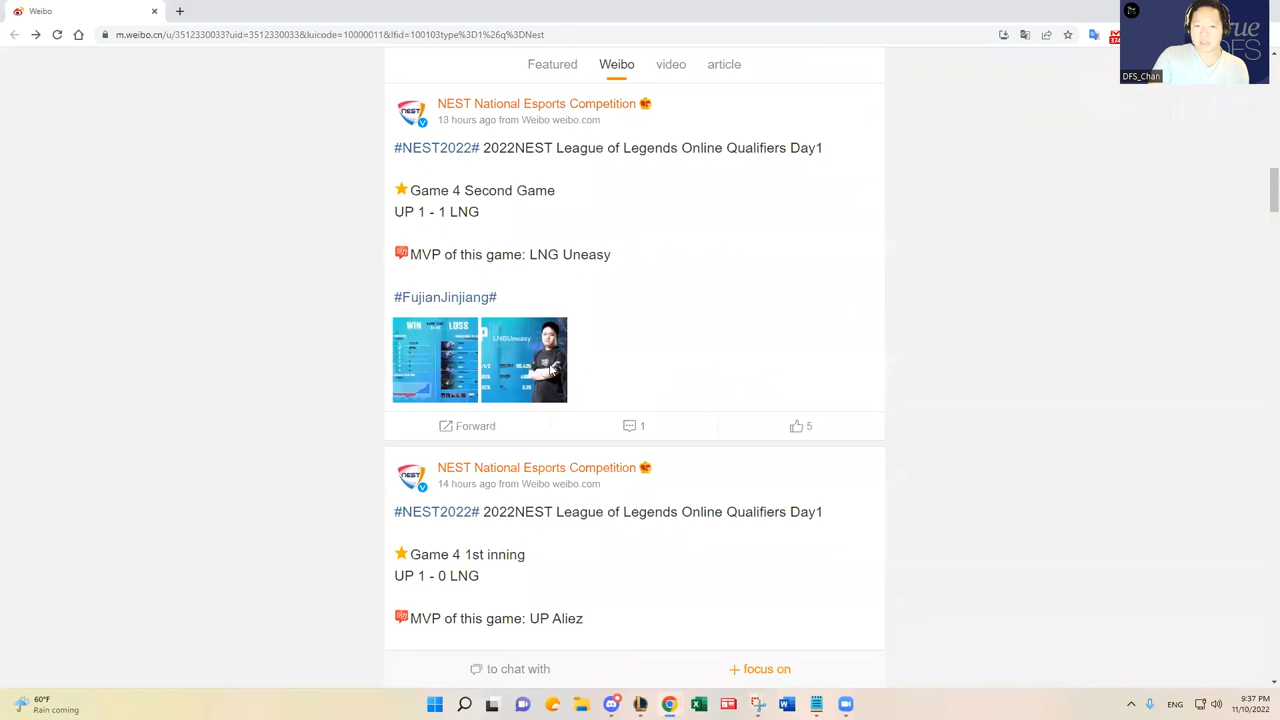 Weibo
m.weibo.cn/u/3512330033?uid=3512330033&luicode=10000011&lfid=100103type%3D1%26q%3DNest
DFS_Chan
Featured
Weibo
video
article
NEST National Esports Competition
13 hours ago from Weibo weibo.com
#NEST2022# 2022NEST League of Legends Online Qualifiers Day1
Game 4 Second Game
UP 1 - 1 LNG
MVP of this game: LNG Uneasy
#FujianJinjiang#
WIN
LOSS
LNGUneasy
Forward
1
5
NEST National Esports Competition
14 hours ago from Weibo weibo.com
#NEST2022# 2022NEST League of Legends Online Qualifiers Day1
Game 4 1st inning
UP 1 - 0 LNG
MVP of this game: UP Aliez
to chat with
focus on
60°F
Rain coming
ENG
9:37 PM
11/10/2022